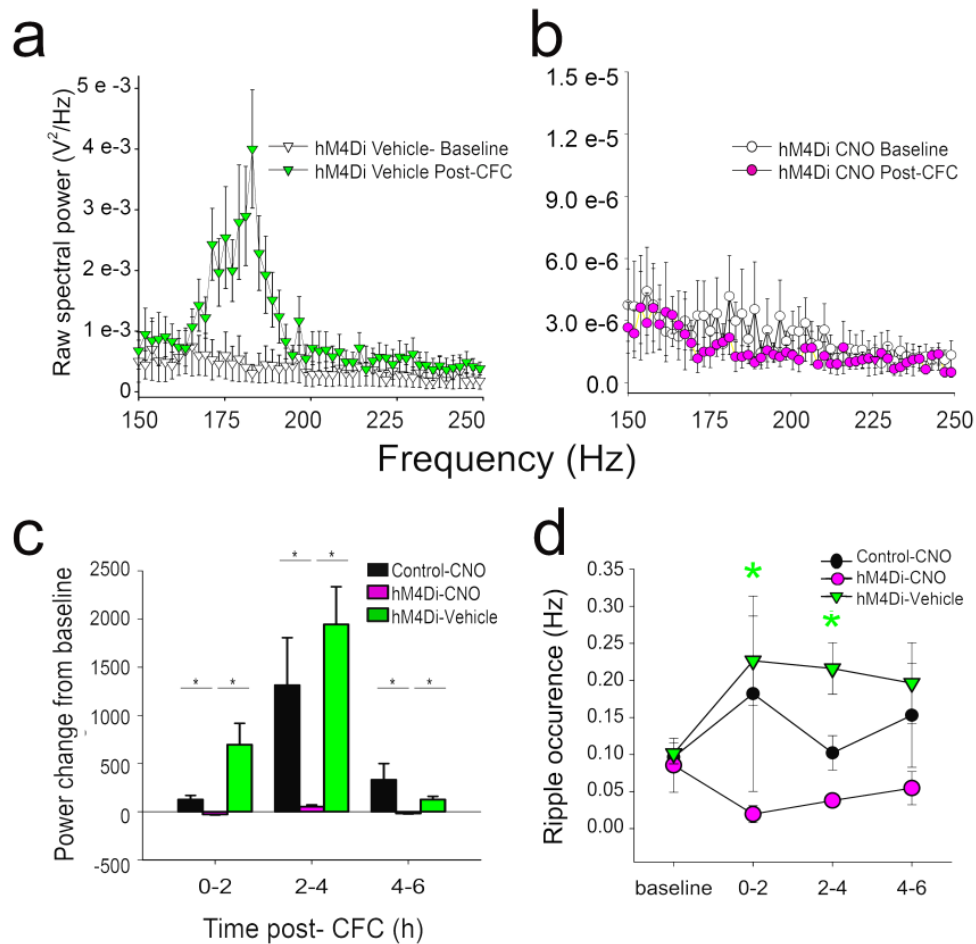 a
b
Raw spectral power (V²/Hz)
5 e -3
4 e-3
3 e-3
2 e-3
1 e-3
0
hM4Di Vehicle- Baseline
hM4Di Vehicle Post-CFC
150 175 200 225 250
1.5 e-5
1.2 e-5
9.0 e-6
6.0 e-6
3.0 e-6
0.0
hM4Di CNO Baseline
hM4Di CNO Post-CFC
150 175 200 225 250
Frequency (Hz)
c
Power change from baseline
2500
2000
1500
1000
500
0
-500
* *
* *
* *
Control-CNO
hM4Di-CNO
hM4Di-Vehicle
0-2 2-4 4-6
Time post- CFC (h)
d
Ripple occurence (Hz)
0.35
0.30
0.25
0.20
0.15
0.10
0.05
0.00
*
*
Control-CNO
hM4Di-CNO
hM4Di-Vehicle
baseline 0-2 2-4 4-6